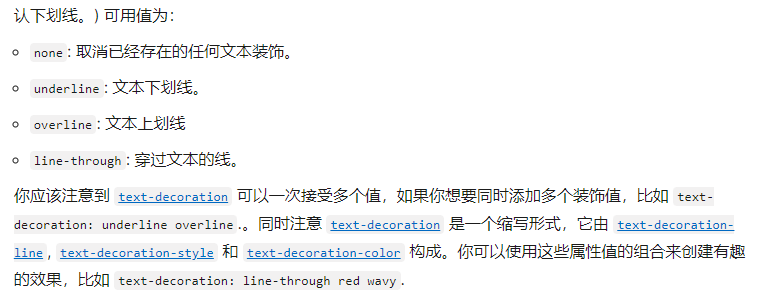 认下划线。) 可用值为：
none: 取消已经存在的任何文本装饰。
underline: 文本下划线。
overline: 文本上划线
line-through: 穿过文本的线。
你应该注意到 text-decoration 可以一次接受多个值，如果你想要同时添加多个装饰值，比如 text-
decoration: underline overline.。同时注意 text-decoration 是一个缩写形式，它由 text-decoration-
line, text-decoration-style 和 text-decoration-color 构成。你可以使用这些属性值的组合来创建有趣
的效果，比如 text-decoration: line-through red wavy.